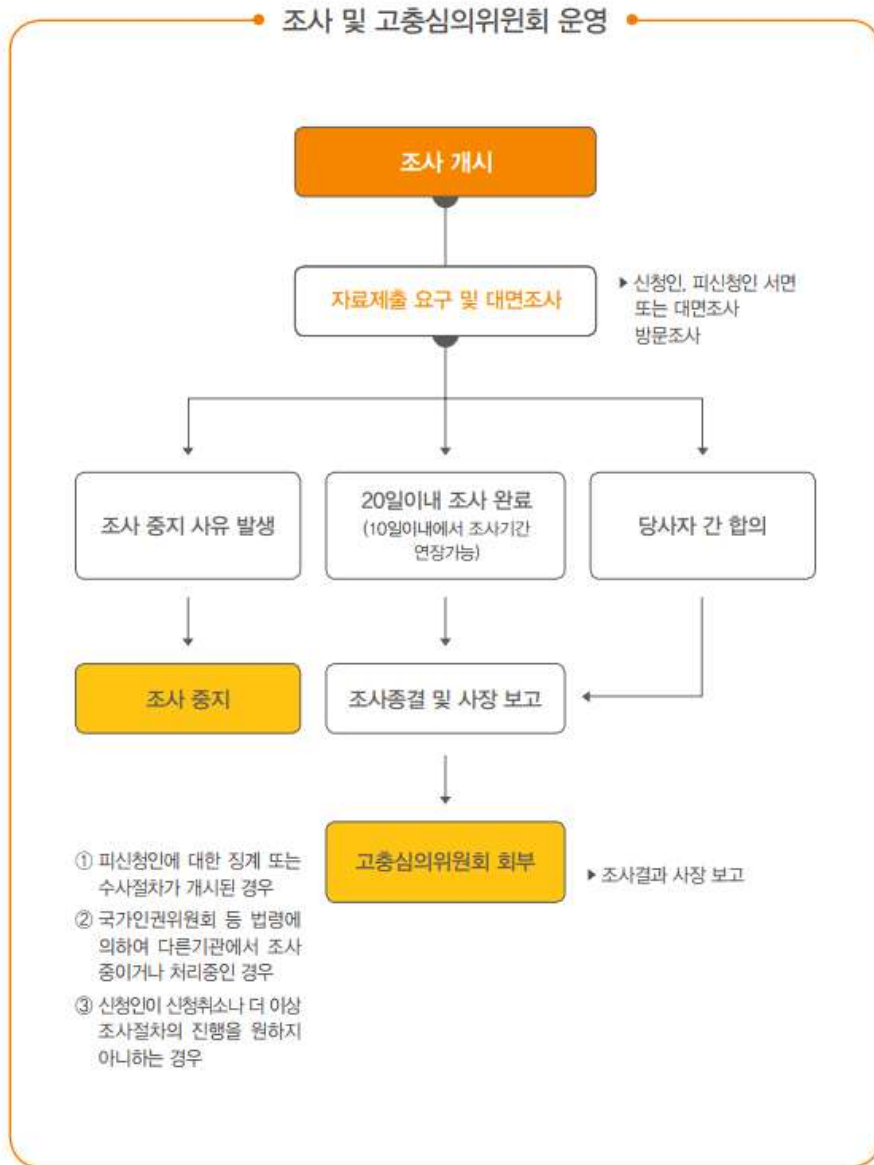 조사 및 고충심의위원회 운영
조사 개시
자료제출 요구 및 대면조사
▶ 신청인, 피신청인 서면
또는 대면조사
방문조사
조사 중지 사유 발생
20일이내 조사 완료
(10일이내에서 조사기간
연장가능)
당사자 간 합의
조사 중지
조사종결 및 사장 보고
고충심의위원회 회부
▶ 조사결과 사장 보고
① 피신청인에 대한 징계 또는
수사절차가 개시된 경우
② 국가인권위원회 등 법령에
의하여 다른기관에서 조사
중이거나 처리중인 경우
③ 신청인이 신청취소나 더 이상
조사절차의 진행을 원하지
아니하는 경우